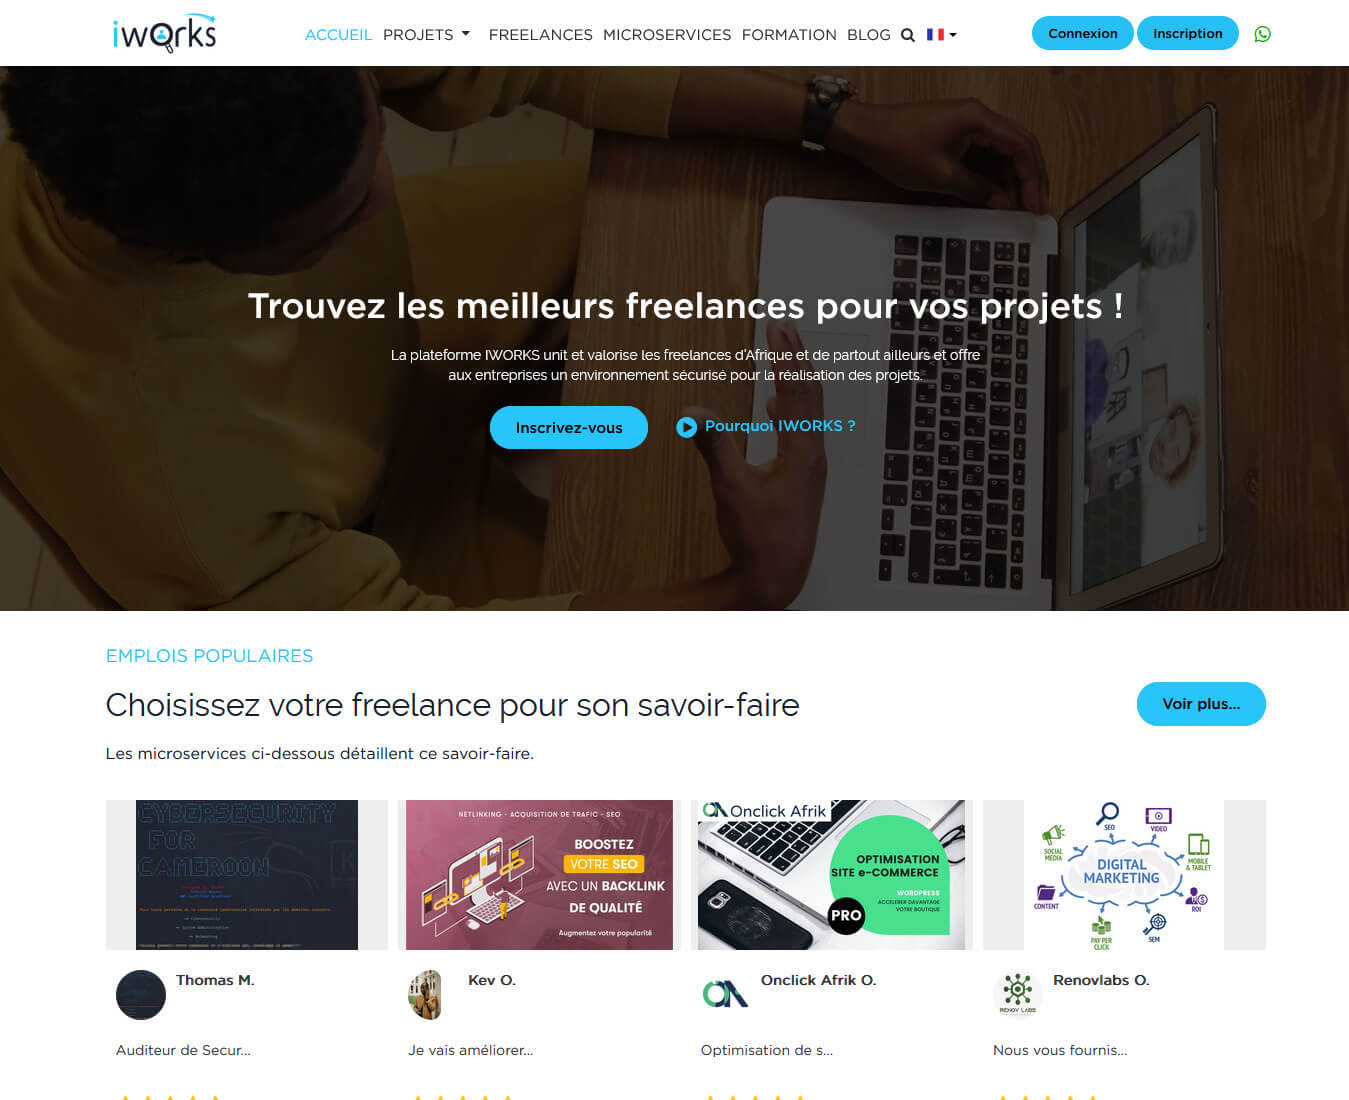 iworks
ACCUEIL PROJETS FREELANCES MICROSERVICES FORMATION BLOG
Connexion Inscription
Trouvez les meilleurs freelances pour vos projets !
La plateforme IWORKS unit et valorise les freelances d'Afrique et de partout ailleurs et offre
aux entreprises un environnement sécurisé pour la réalisation des projets.
Inscrivez-vous
Pourquoi IWORKS ?
EMPLOIS POPULAIRES
Choisissez votre freelance pour son savoir-faire
Voir plus...
Les microservices ci-dessous détaillent ce savoir-faire.
CYBERSECURITY
FOR
CAMEROON
NETLINKING - ACQUISITION DE TRAFIC - SEO
BOOSTEZ
VOTRE SEO
AVEC UN BACKLINK
DE QUALITÉ
Augmentez votre popularité
Onclick Afrik
OPTIMISATION
SITE e-COMMERCE
WORDPRESS
ACCELERER DAVANTAGE
VOTRE BOUTIQUE
PRO
SEO
VIDEO
SOCIAL
MEDIA
MOBILE
& TABLET
DIGITAL
MARKETING
CONTENT
ROI
PAY PER
CLICK
SEM
Thomas M.
Kev O.
Onclick Afrik O.
Renovlabs O.
RENOV LABS
Auditeur de Secur...
Je vais améliorer...
Optimisation de s...
Nous vous fournis...